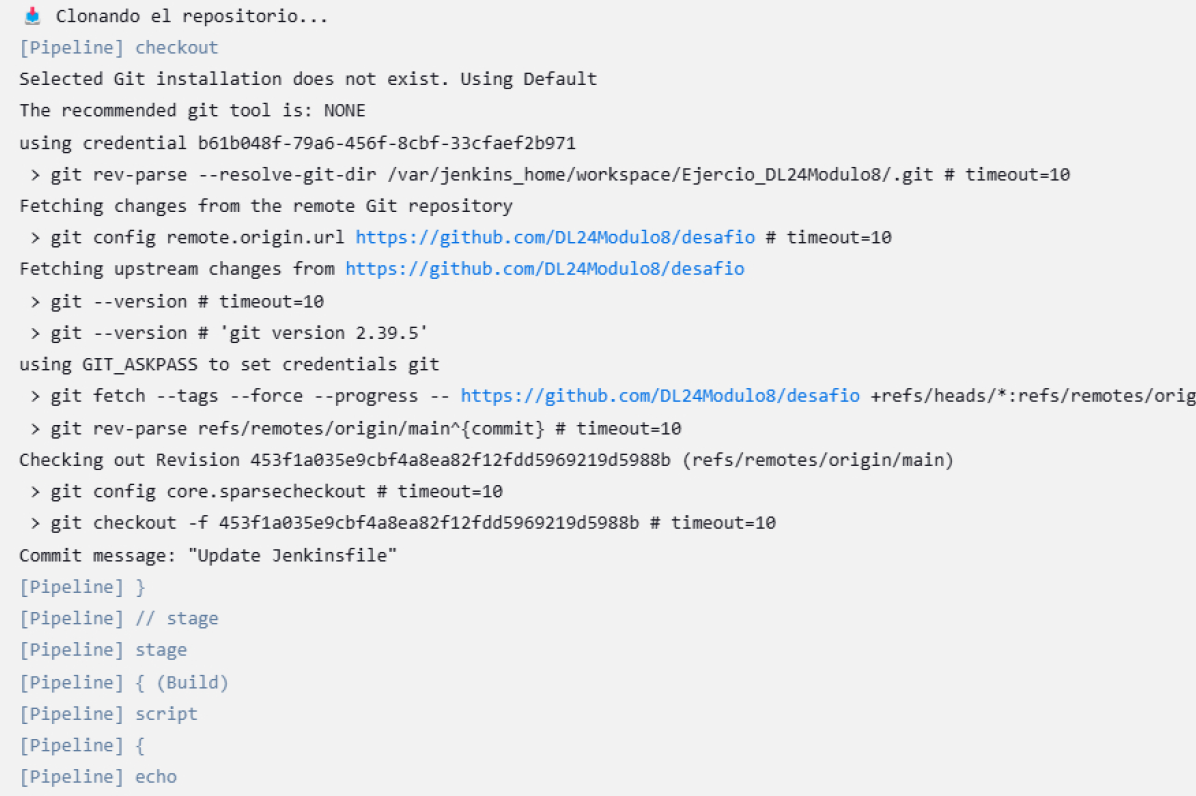 Clonando el repositorio...
[Pipeline] checkout
Selected Git installation does not exist. Using Default
The recommended git tool is: NONE
using credential b61b048f-79a6-456f-8cbf-33cfaef2b971
> git rev-parse --resolve-git-dir /var/jenkins_home/workspace/Ejercio_DL24Modulo8/.git # timeout=10
Fetching changes from the remote Git repository
> git config remote.origin.url https://github.com/DL24Modulo8/desafio # timeout=10
Fetching upstream changes from https://github.com/DL24Modulo8/desafio
> git --version # timeout=10
> git --version # 'git version 2.39.5'
using GIT_ASKPASS to set credentials git
> git fetch --tags --force --progress -- https://github.com/DL24Modulo8/desafio +refs/heads/*:refs/remotes/orig
> git rev-parse refs/remotes/origin/main^{commit} # timeout=10
Checking out Revision 453f1a035e9cbf4a8ea82f12fdd5969219d5988b (refs/remotes/origin/main)
> git config core.sparsecheckout # timeout=10
> git checkout -f 453f1a035e9cbf4a8ea82f12fdd5969219d5988b # timeout=10
Commit message: "Update Jenkinsfile"
[Pipeline] }
[Pipeline] // stage
[Pipeline] stage
[Pipeline] { (Build)
[Pipeline] script
[Pipeline] {
[Pipeline] echo